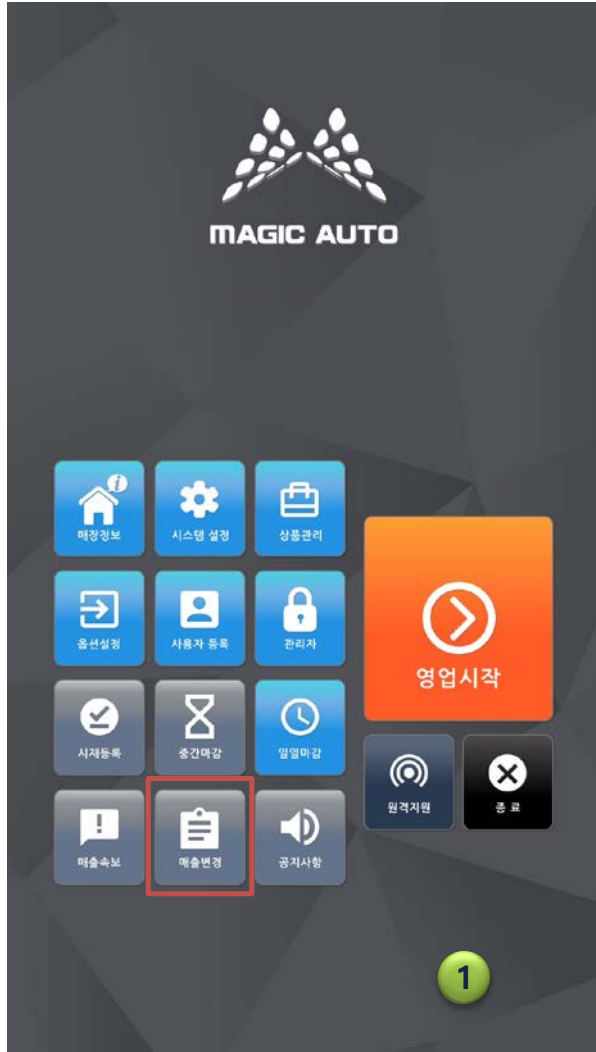 MAGIC AUTO
매장정보
시스템 설정
상품관리
옵션설정
사용자 등록
관리자
영업시작
시재등록
중간마감
일일마감
원격지원
종 료
매출속보
매출변경
공지사항
1